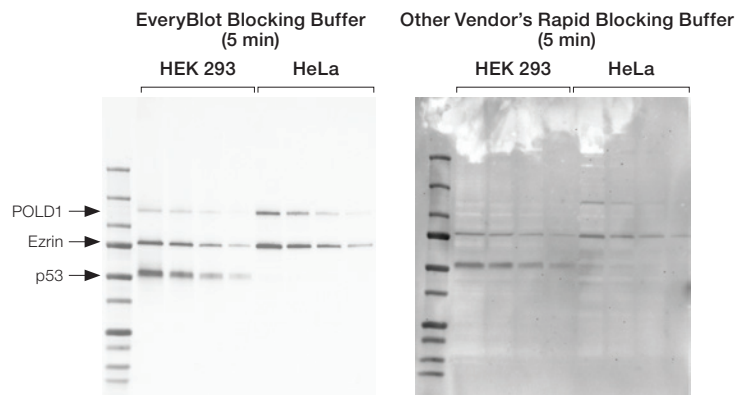 EveryBlot Blocking Buffer
(5 min)
HEK 293
HeLa
POLD1
Ezrin
p53
Other Vendor’s Rapid Blocking Buffer
(5 min)
HEK 293
HeLa